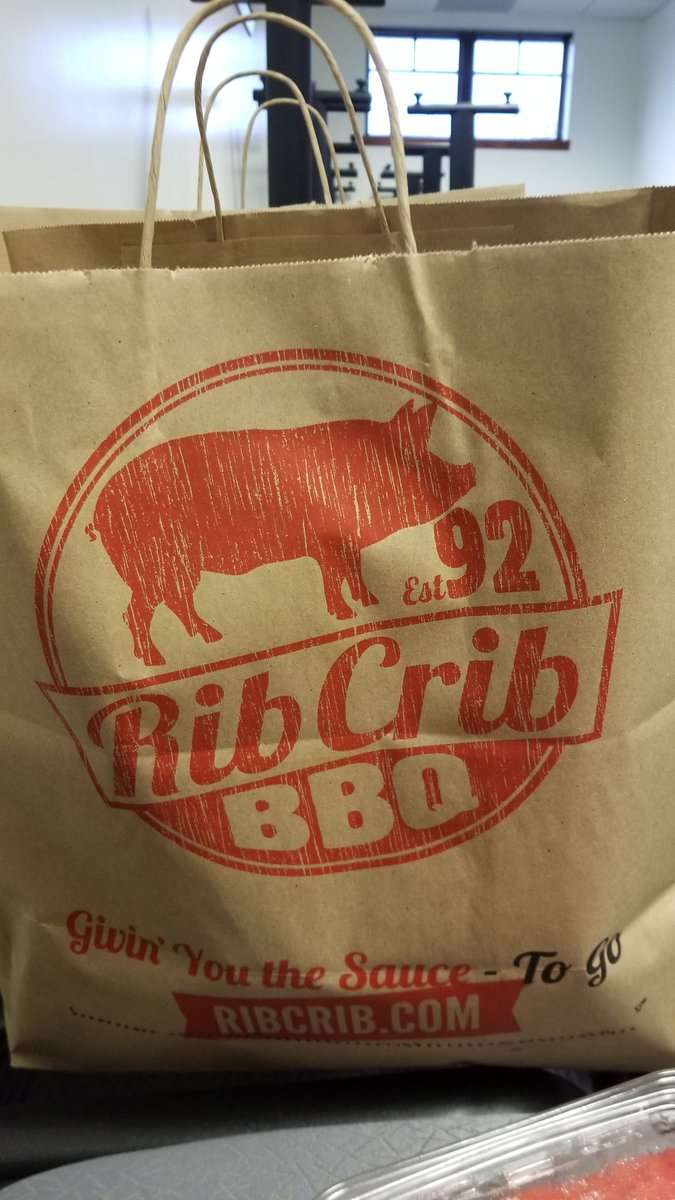 Est 92
Rib Crib
BBQ
Givin' You the Sauce - To Go
RIBCRIB.COM